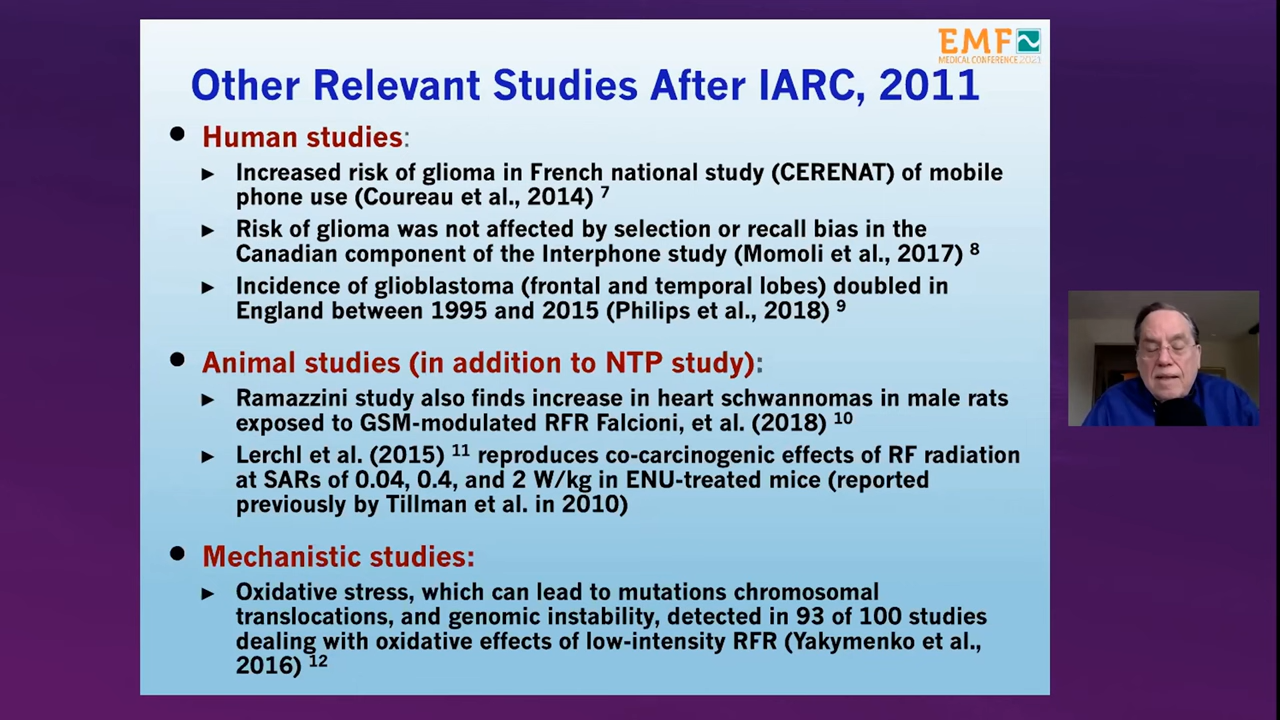 EMF
MEDICAL CONFERENCE 2021
Other Relevant Studies After IARC, 2011
• Human studies:
► Increased risk of glioma in French national study (CERENAT) of mobile
phone use (Coureau et al., 2014) 7
► Risk of glioma was not affected by selection or recall bias in the
Canadian component of the Interphone study (Momoli et al., 2017) 8
► Incidence of glioblastoma (frontal and temporal lobes) doubled in
England between 1995 and 2015 (Philips et al., 2018) 9
• Animal studies (in addition to NTP study):
► Ramazzini study also finds increase in heart schwannomas in male rats
exposed to GSM-modulated RFR Falcioni, et al. (2018) 10
► Lerchl et al. (2015) 11 reproduces co-carcinogenic effects of RF radiation
at SARs of 0.04, 0.4, and 2 W/kg in ENU-treated mice (reported
previously by Tillman et al. in 2010)
• Mechanistic studies:
► Oxidative stress, which can lead to mutations chromosomal
translocations, and genomic instability, detected in 93 of 100 studies
dealing with oxidative effects of low-intensity RFR (Yakymenko et al.,
2016) 12